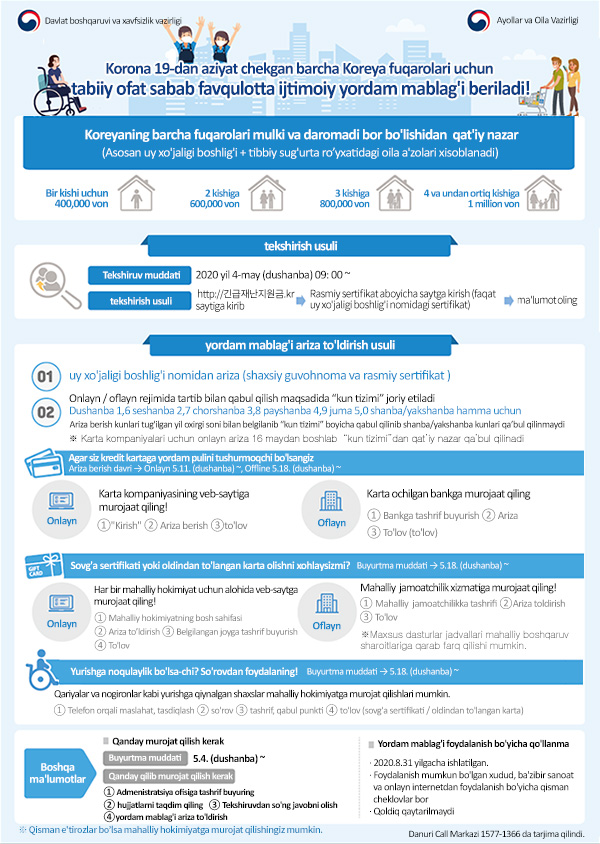 Davlat boshqaruvi va xavfsizlik vazirligi
Ayollar va Oila Vazirligi
Korona 19-dan aziyat chekgan barcha Koreya fuqarolari uchun
tabiiy ofat sabab favqulotta ijtimoiy yordam mablag'i beriladi!
Koreyaning barcha fuqarolari mulki va daromadi bor bo'lishidan qat'iy nazar
(Asosan uy xo'jaligi boshlig'i + tibbiy sug'urta ro'yxatidagi oila a'zolari xisoblanadi)
Bir kishi uchun
400,000 von
2 kishiga
600,000 von
3 kishiga
800,000 von
4 va undan ortiq kishiga
1 million von
tekshirish usuli
Tekshiruv muddati
2020 yil 4-may (dushanba) 09: 00 ~
tekshirish usuli
http://긴급재난지원금.kr
saytiga kirib
Rasmiy sertifikat aboyicha saytga kirish (faqat
uy xo'jaligi boshlig'i nomidagi sertifikat)
ma'lumot oling
yordam mablag'i ariza to'ldirish usuli
01
uy xo'jaligi boshlig'i nomidan ariza (shaxsiy guvohnoma va rasmiy sertifikat )
02
Onlayn / oflayn rejimida tartib bilan qabul qilish maqsadida "kun tizimi" joriy etiladi
Dushanba 1,6 seshanba 2,7 chorshanba 3,8 payshanba 4,9 juma 5,0 shanba/yakshanba hamma uchun
Ariza berish kunlari tug'ilgan yil oxirgi soni bilan belgilanib "kun tizimi" boyicha qabul qilinib shanba/yakshanba kunlari qa'bul qilinmaydi
※ Karta kompaniyalari uchun onlayn ariza 16 maydan boshlab "kun tizimi"dan qat'iy nazar qa'bul qilinadi
Agar siz kredit kartaga yordam pulini tushurmoqchi bo'lsangiz
Ariza berish davri → Onlayn 5.11. (dushanba) ~, Offline 5.18. (dushanba) ~
Onlayn
Karta kompaniyasining veb-saytiga
murojaat qiling!
①"Kirish" ② Ariza berish ③to'lov
Oflayn
Karta ochilgan bankga murojaat qiling
① Bankga tashrif buyurish ② Ariza
③ To'lov (to'lov)
GIFT CARD
Sovg'a sertifikati yoki oldindan to'langan karta olishni xohlaysizmi? Buyurtma muddati → 5.18. (dushanba) ~
Onlayn
Har bir mahalliy hokimiyat uchun alohida veb-saytga
murojaat qiling!
① Mahalliy hokimiyatning bosh sahifasi
② Ariza to'ldirish ③ Belgilangan joyga tashrif buyurish
④ To'lov
Oflayn
Mahalliy jamoatchilik xizmatiga murojaat qiling!
① Mahalliy jamoatchilikka tashrifi ②Ariza toldirish
③ To'lov
※Maxsus dasturlar jadvallari mahalliy boshqaruv
sharoitlariga qarab farq qilishi mumkin.
Yurishga noqulaylik bo'lsa-chi? So'rovdan foydalaning! Buyurtma muddati → 5.18. (dushanba) ~
Qariyalar va nogironlar kabi yurishga qiynalgan shaxslar mahalliy hokimiyatga murojat qilishlari mumkin.
① Telefon orqali maslahat, tasdiqlash ② so'rov ③ tashrif, qabul punkti ④ to'lov (sovg'a sertifikati / oldindan to'langan karta)
Boshqa
ma'lumotlar
Qanday murojat qilish kerak
Buyurtma muddati 5.4. (dushanba) ~
Qanday qilib murojat qilish kerak
① Admenistratsiya ofisiga tashrif buyuring
② hujjatlarni taqdim qiling ③ Tekshiruvdan so'ng javobni olish
④yordam mablag'i ariza to'ldirish
Yordam mablag'i foydalanish bo'yicha qo'llanma
· 2020.8.31 yilgacha ishlatilgan.
· Foydalanish mumkun bo'lgan xudud, ba'zibir sanoat
va onlayn internetdan foydalanish bo'yicha qisman
cheklovlar bor
· Qoldiq qaytarilmaydi
※ Qisman e'tirozlar bo'lsa mahalliy hokimiyatga murojat qilishingiz mumkin.
Danuri Call Markazi 1577-1366 da tarjima qilindi.